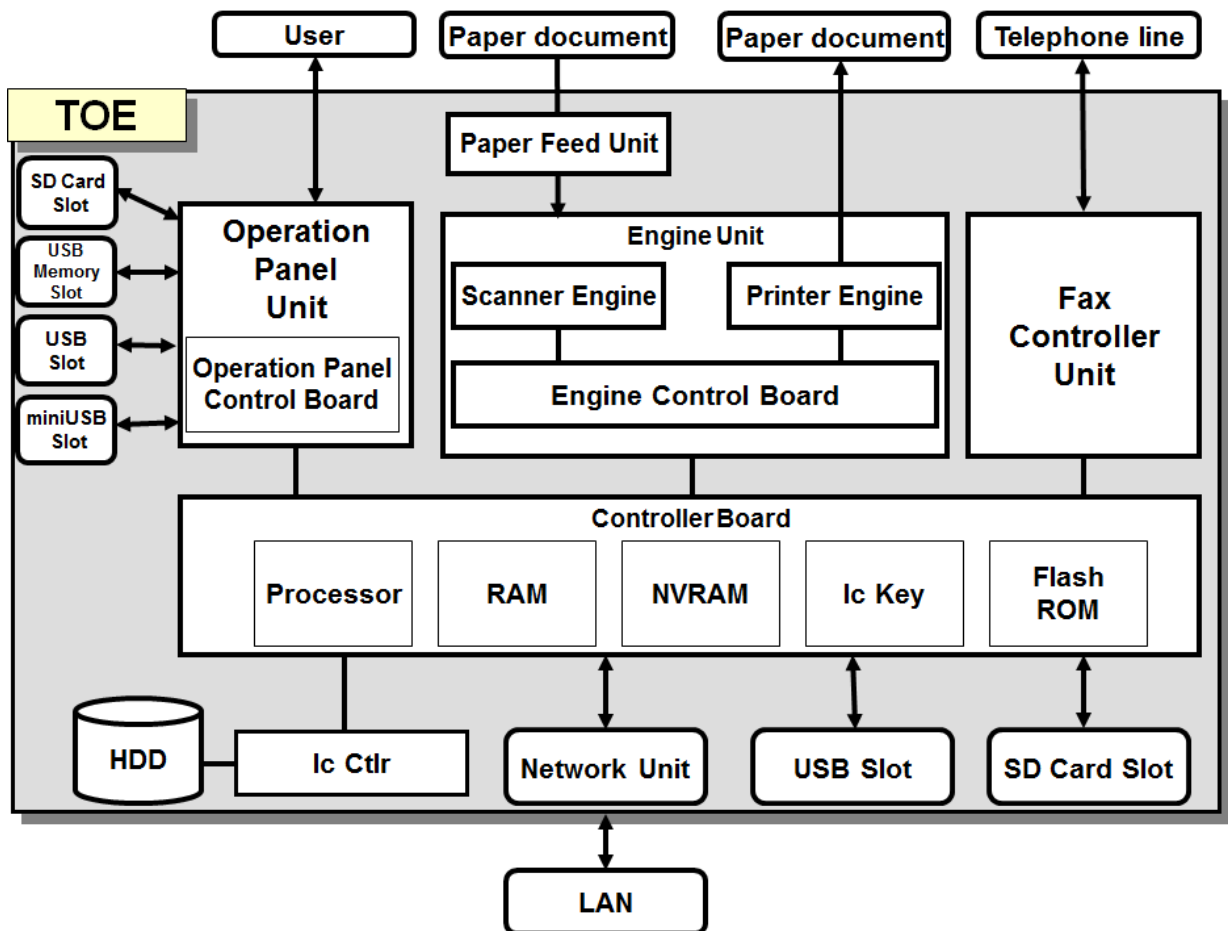 User
Paper document
Paper document
Telephone line
TOE
Paper Feed Unit
SD Card
Slot
USB
Memory
Slot
USB
Slot
miniUSB
Slot
Operation
Panel
Unit
Operation Panel
Control Board
Engine Unit
Scanner Engine
Printer Engine
Engine Control Board
Fax
Controller
Unit
Controller Board
Processor
RAM
NVRAM
Ic Key
Flash
ROM
HDD
Ic Ctlr
Network Unit
USB Slot
SD Card Slot
LAN